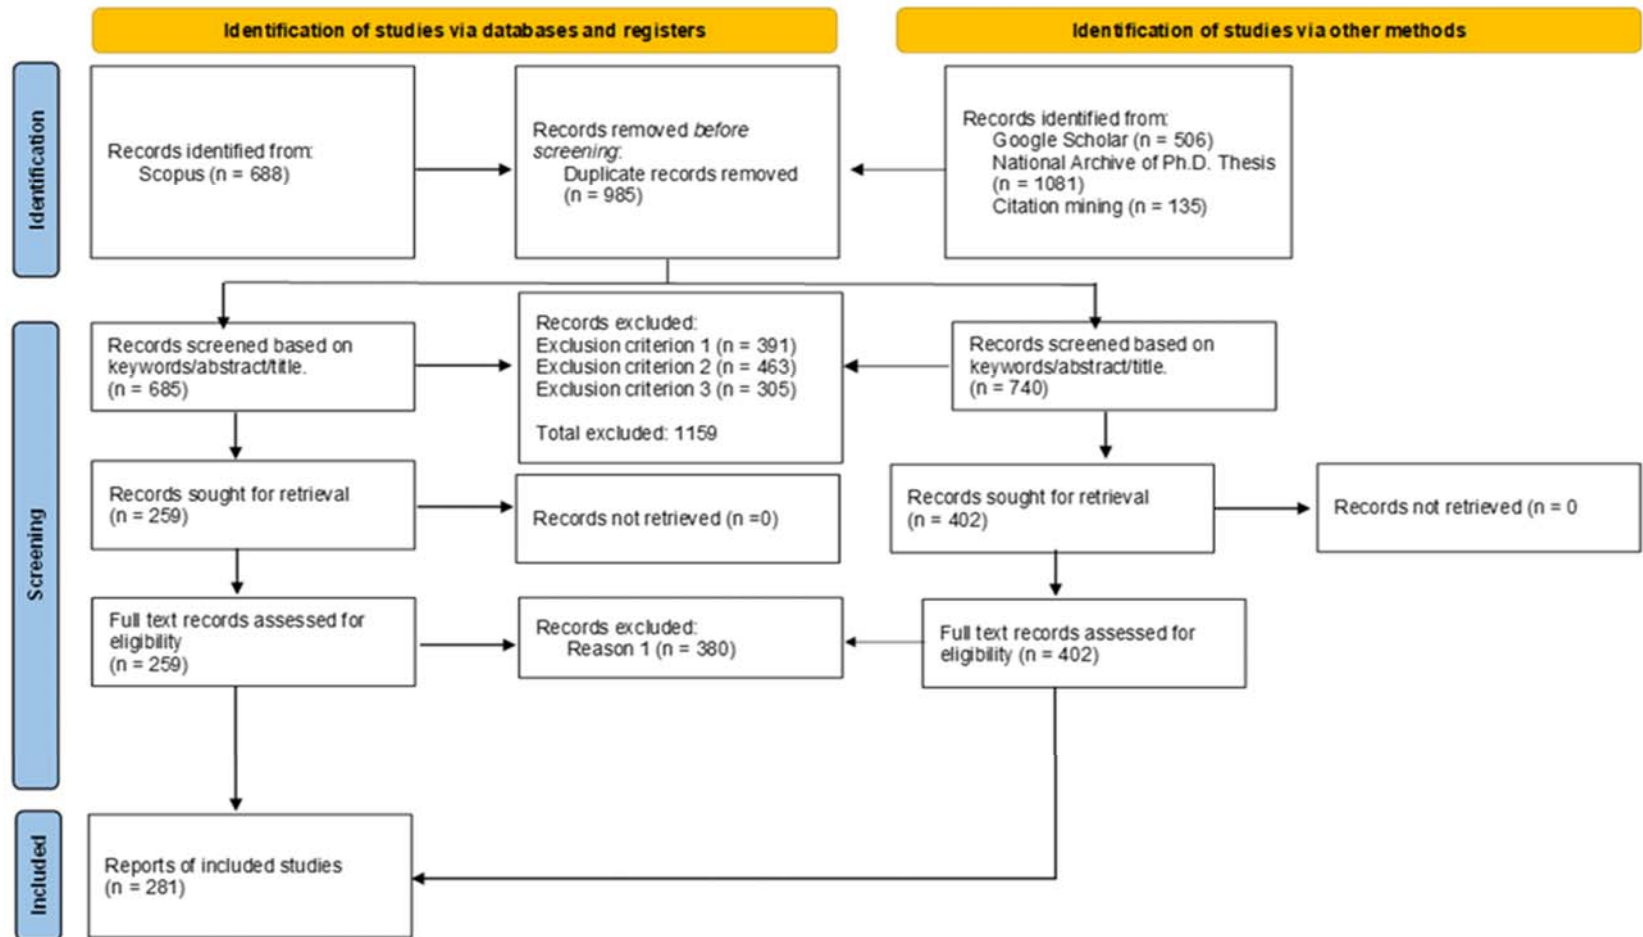 Identification of studies via databases and registers
Identification of studies via other methods
Identification
Records identified from:
Scopus (n = 688)
Records removed before
screening:
Duplicate records removed
(n = 985)
Records identified from:
Google Scholar (n = 506)
National Archive of Ph.D. Thesis
(n = 1081)
Citation mining (n = 135)
Screening
Records screened based on
keywords/abstract/title.
(n = 685)
Records excluded:
Exclusion criterion 1 (n = 391)
Exclusion criterion 2 (n = 463)
Exclusion criterion 3 (n = 305)
Total excluded: 1159
Records screened based on
keywords/abstract/title.
(n = 740)
Records sought for retrieval
(n = 259)
Records not retrieved (n =0)
Records sought for retrieval
(n = 402)
Records not retrieved (n = 0
Full text records assessed for
eligibility
(n = 259)
Records excluded:
Reason 1 (n = 380)
Full text records assessed for
eligibility (n = 402)
Included
Reports of included studies
(n = 281)